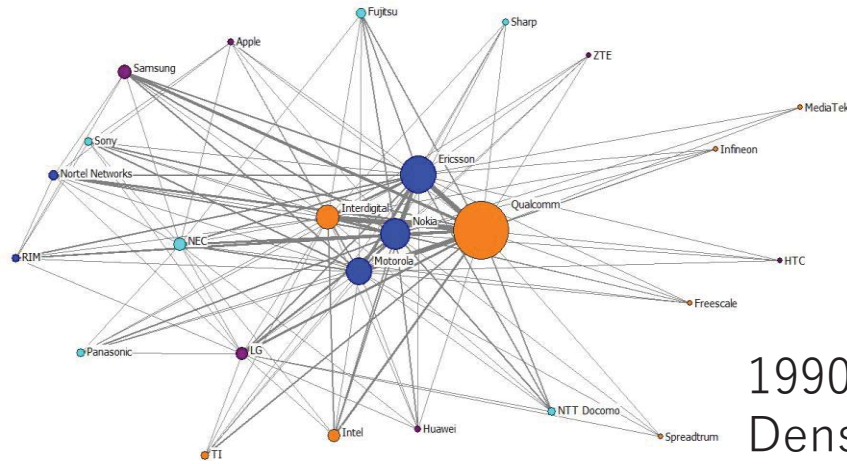 Fujitsu
Sharp
Apple
ZTE
Samsung
MediaTek
Sony
Infineon
Ericsson
Nortel Networks
Qualcomm
Interdigital
Nokia
NEC
RIM
HTC
Motorola
Freescale
Panasonic
LG
1990
Dens
NTT Docomo
Huawei
Intel
Spreadtrum
TI